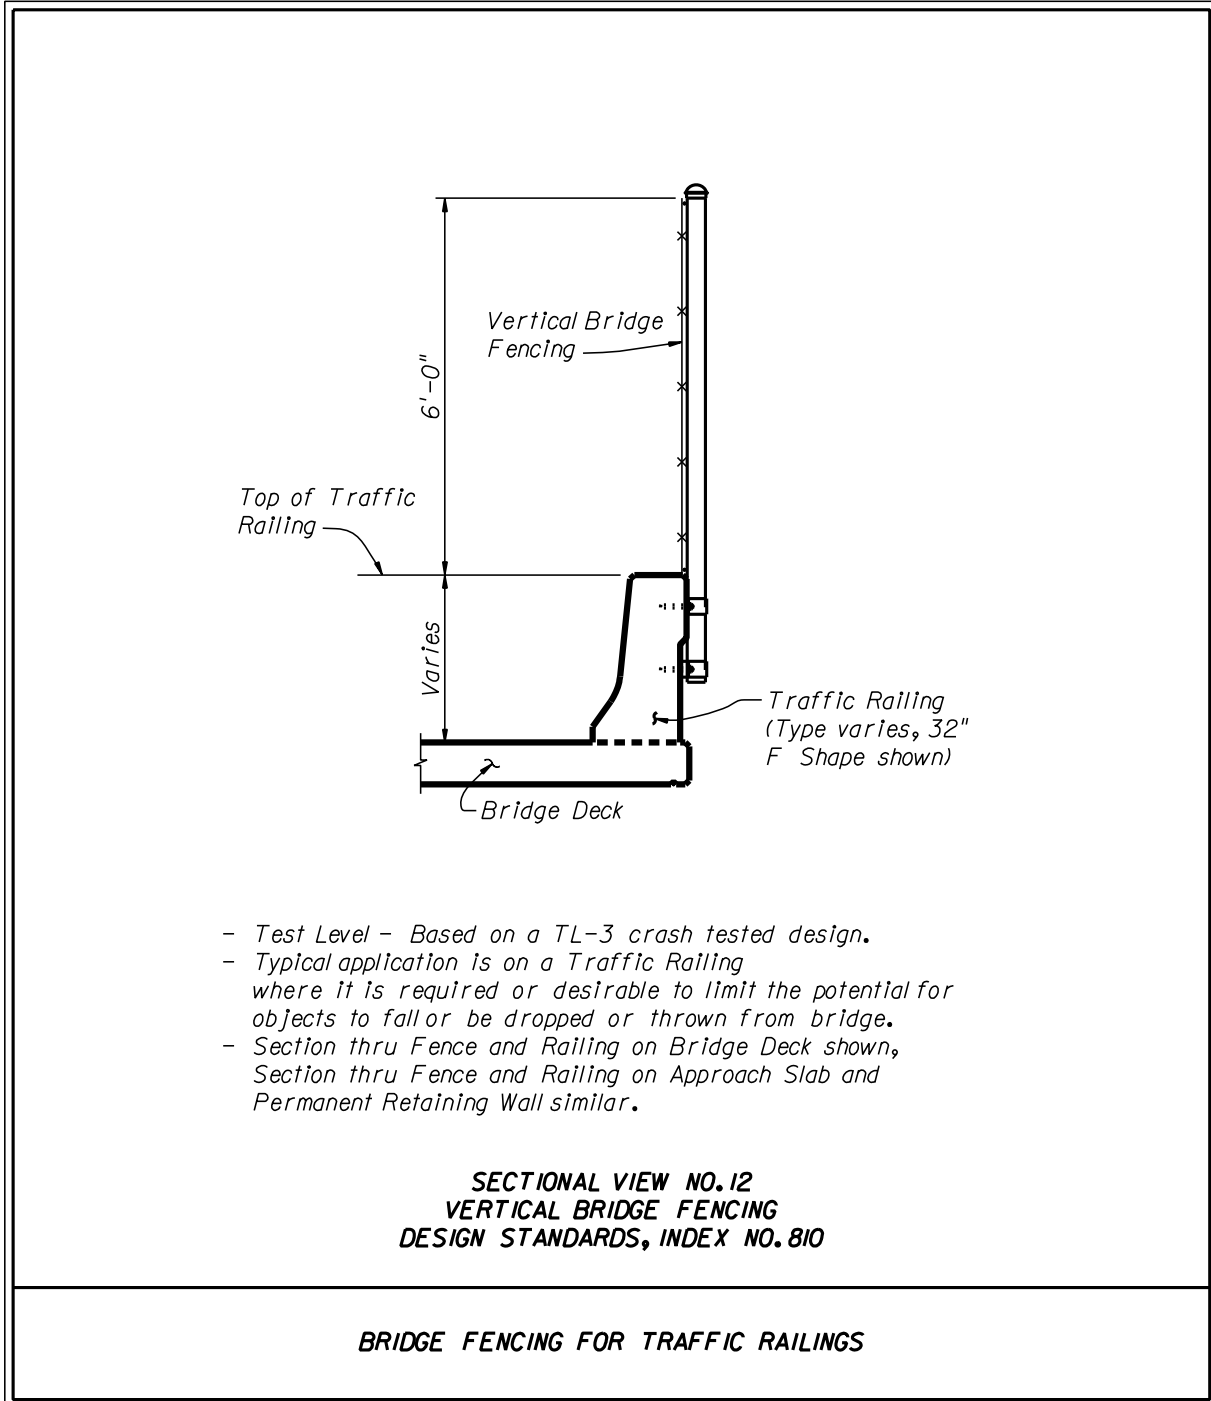 Vertical Bridge
Fencing
6'-0"
Top of Traffic
Railing
Varies
Traffic Railing
(Type varies, 32"
F Shape shown)
Bridge Deck
- Test Level - Based on a TL-3 crash tested design.
- Typical application is on a Traffic Railing
where it is required or desirable to limit the potential for
objects to fall or be dropped or thrown from bridge.
- Section thru Fence and Railing on Bridge Deck shown,
Section thru Fence and Railing on Approach Slab and
Permanent Retaining Wall similar.
SECTIONAL VIEW NO. 12
VERTICAL BRIDGE FENCING
DESIGN STANDARDS, INDEX NO. 810
BRIDGE FENCING FOR TRAFFIC RAILINGS